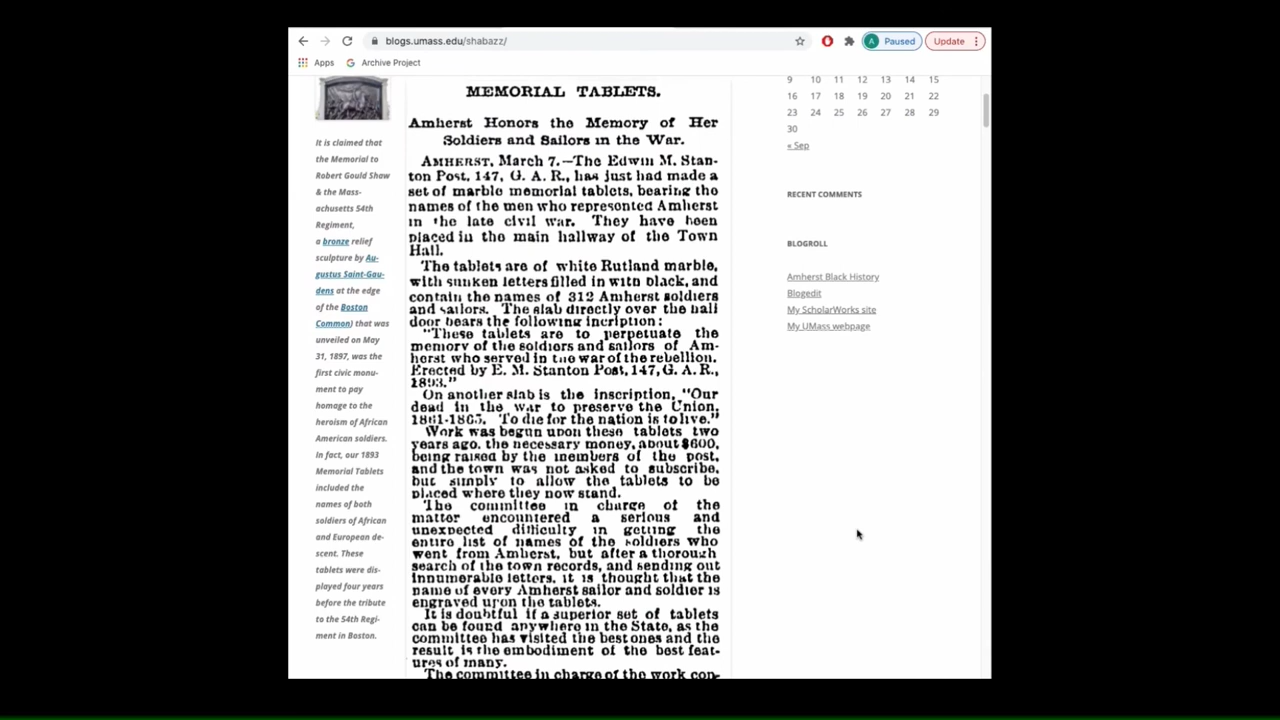 blogs.umass.edu/shabazz/
A
Paused
Update
Apps
Archive Project
It is claimed that
the Memorial to
Robert Gould Shaw
& the Mass-
achusetts 54th
Regiment,
a bronze relief
sculpture by Au-
gustus Saint-Gau-
dens at the edge
of the Boston
Common) that was
unveiled on May
31, 1897, was the
first civic monu-
ment to pay
homage to the
heroism of African
American soldiers.
In fact, our 1893
Memorial Tablets
included the
names of both
soldiers of African
and European de-
scent. These
tablets were dis-
played four years
before the tribute
to the 54th Regi-
ment in Boston.
MEMORIAL TABLETS.
Amherst Honors the Memory of Her
Soldiers and Sailors in the War.
AMHERST, March 7.—The Edwin M. Stan-
ton Post, 147, G. A. R., has just had made a
set of marble memorial tablets, bearing the
names of the men who represented Amherst
in the late civil war. They have been
placed in the main hallway of the Town
Hall.
The tablets are of white Rutland marble,
with sunken letters filled in with black, and
contain the names of 312 Amherst soldiers
and sailors. The slab directly over the hall
door bears the following incription:
"These tablets are to perpetuate the
memory of the soldiers and sailors of Am-
herst who served in the war of the rebellion.
Erected by E. M. Stanton Post, 147, G. A. R.,
1893."
On another slab is the inscription, "Our
dead in the war to preserve the Union,
1861-1865. 'To die for the nation is to live."
Work was begun upon these tablets two
years ago, the necessary money, about $600,
being raised by the members of the post,
and the town was not asked to subscribe,
but simply to allow the tablets to be
placed where they now stand.
The committee in charge of the
matter encountered a serious and
unexpected difficulty in getting the
entire list of names of the soldiers who
went from Amherst, but after a thorough
search of the town records, and sending out
innumerable letters, it is thought that the
name of every Amherst sailor and soldier is
engraved upon the tablets.
It is doubtful if a superior set of tablets
can be found anywhere in the State, as the
committee has visited the best ones and the
result is the embodiment of the best feat-
ures of many.
The committee in charge of the work con-
9 10 11 12 13 14 15
16 17 18 19 20 21 22
23 24 25 26 27 28 29
30
« Sep
RECENT COMMENTS
BLOGROLL
Amherst Black History
Blogedit
My ScholarWorks site
My UMass webpage